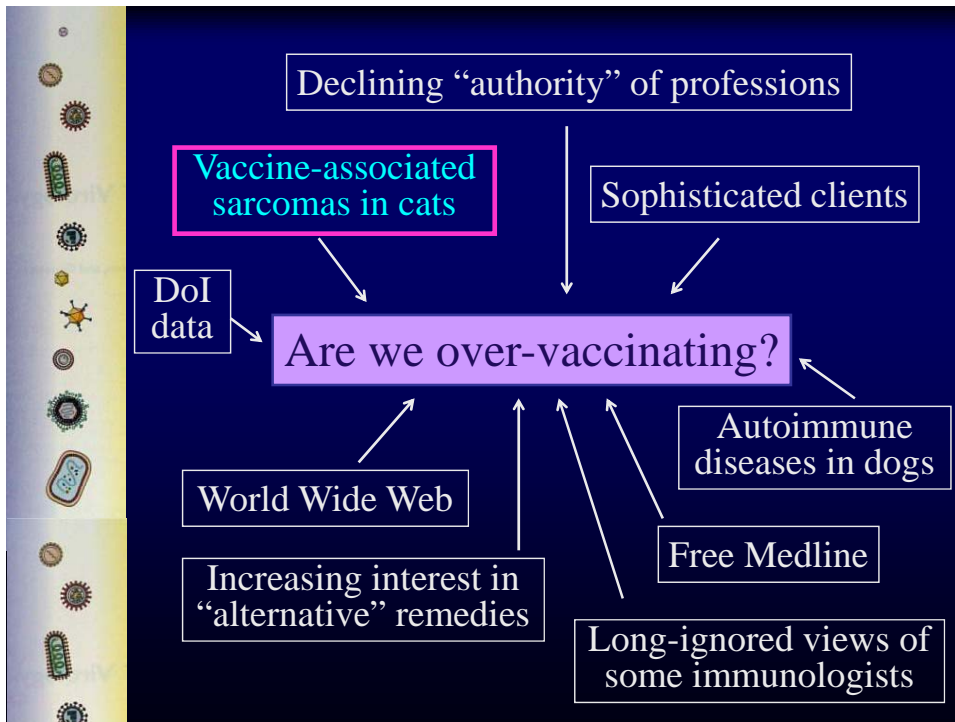 Declining “authority” of professions
Vaccine-associated
sarcomas in cats
Sophisticated clients
DoI
data
Are we over-vaccinating?
Autoimmune
diseases in dogs
World Wide Web
Free Medline
Increasing interest in
“alternative” remedies
Long-ignored views of
some immunologists